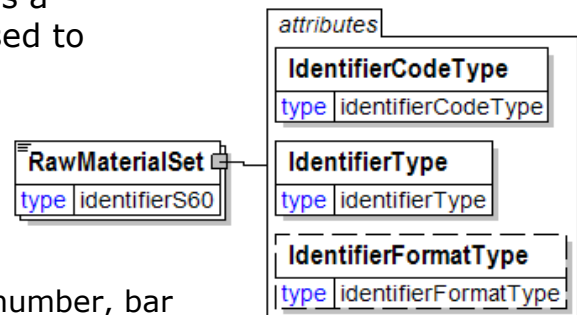 s a
sed to
attributes
IdentifierCodeType
type identifierCodeType
RawMaterialSet
type identifierS60
IdentifierType
type identifierType
IdentifierFormatType
type identifierFormatType
number, bar